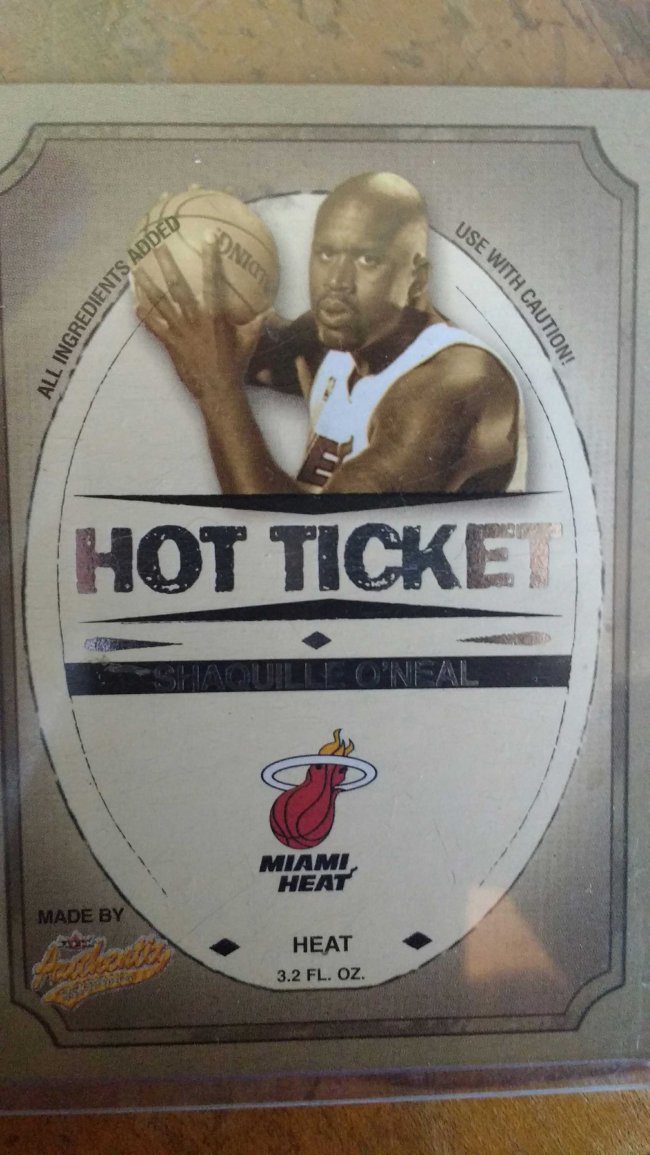 ALL INGREDIENTS ADDED
USE WITH CAUTION!
HOT TICKET
SHAQUILLE O'NEAL
MIAMI
HEAT
MADE BY
Authentix
HEAT
3.2 FL. OZ.